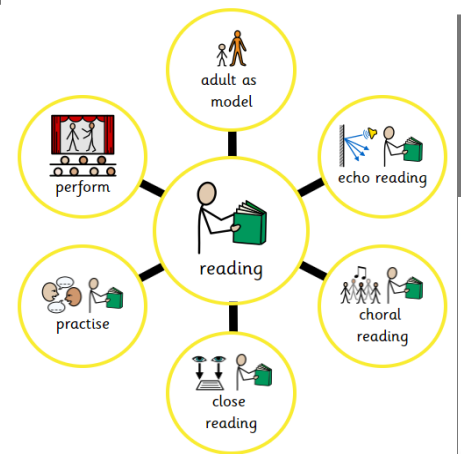 adult as
model
echo reading
choral
reading
close
reading
practise
perform
reading